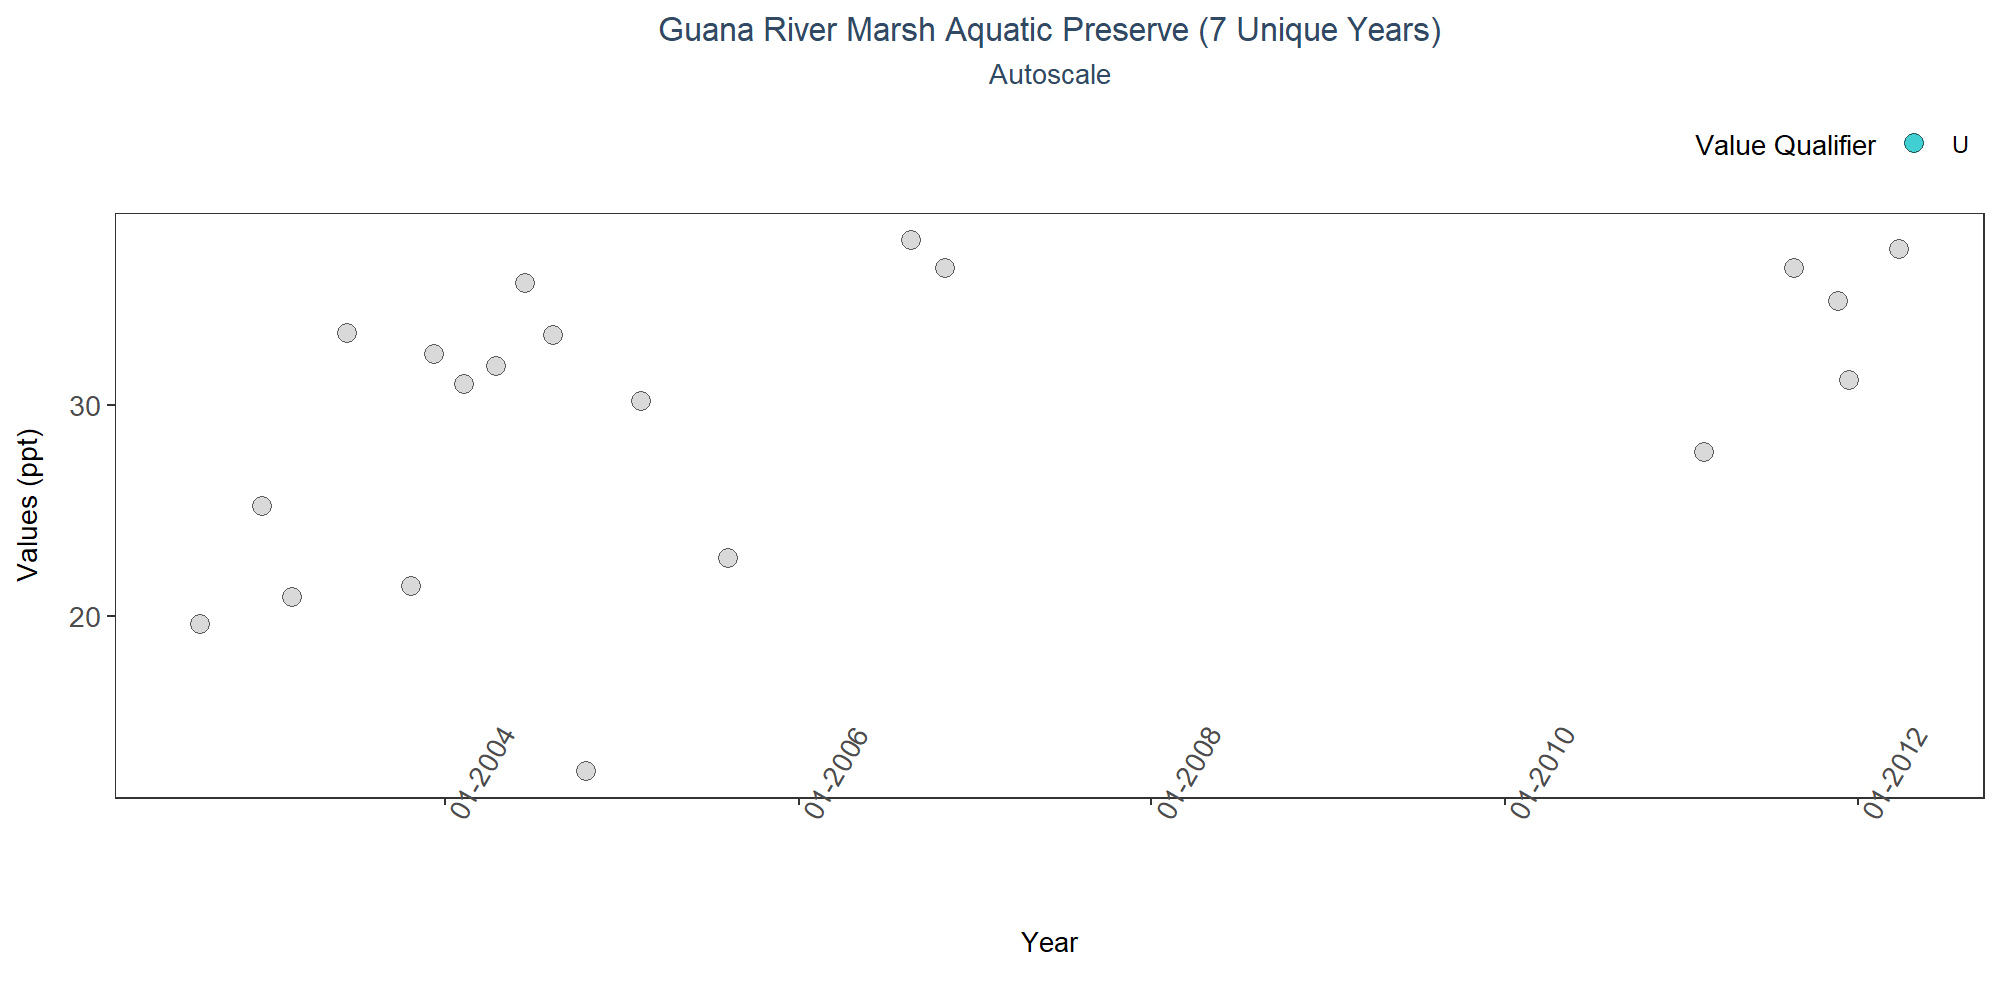 Guana River Marsh Aquatic Preserve (7 Unique Years)
Autoscale
Value Qualifier U
Values (ppt)
30
20
01-2004
01-2006
01-2008
01-2010
01-2012
Year